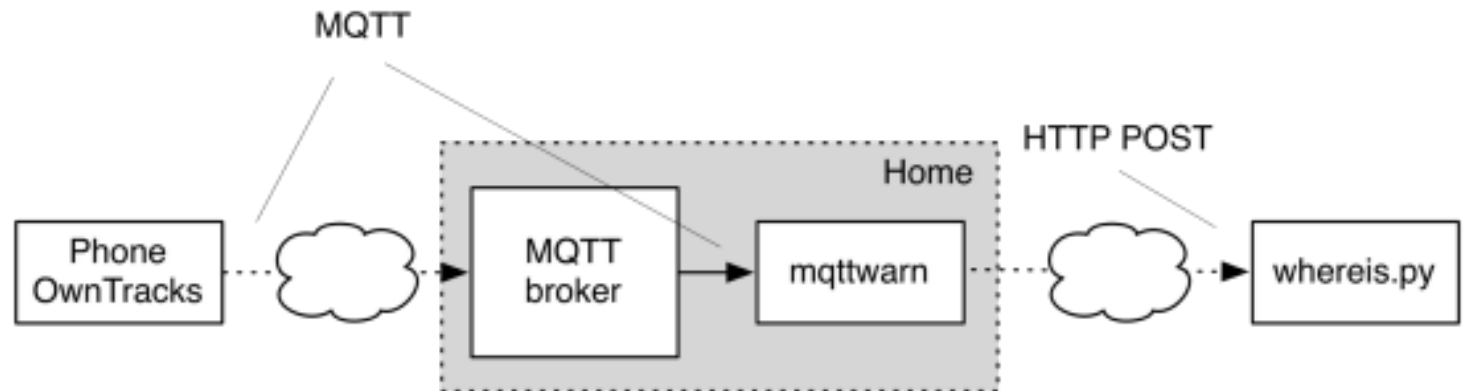 MQTT
HTTP POST
Home
Phone
OwnTracks
MQTT
broker
mqttwarn
whereis.py